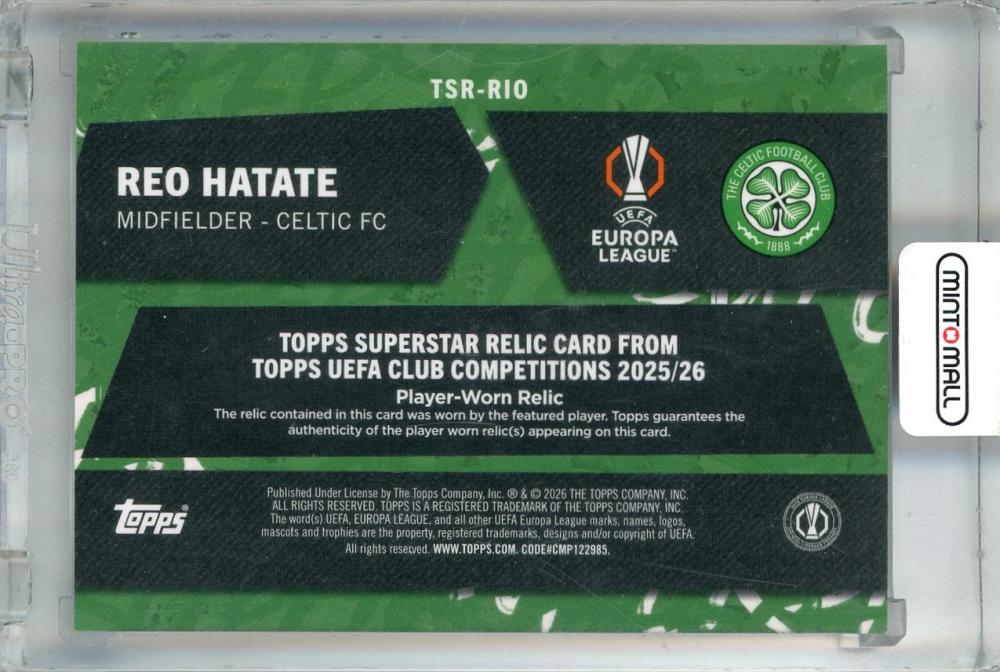 TSR-RIO
REO HATATE
MIDFIELDER - CELTIC FC
UEFA
EUROPA
LEAGUE™
THE CELTIC FOOTBALL CLUB
1888
TOPPS SUPERSTAR RELIC CARD FROM
TOPPS UEFA CLUB COMPETITIONS 2025/26
Player-Worn Relic
The relic contained in this card was worn by the featured player. Topps guarantees the
authenticity of the player worn relic(s) appearing on this card.
topps®
Published Under License by The Topps Company, Inc. ® & © 2026 THE TOPPS COMPANY, INC.
ALL RIGHTS RESERVED. TOPPS IS A REGISTERED TRADEMARK OF THE TOPPS COMPANY, INC.
The word(s) UEFA, EUROPA LEAGUE, and all other UEFA Europa League marks, names, logos,
mascots and trophies are the property, registered trademarks, designs and/or copyright of UEFA.
All rights reserved. WWW.TOPPS.COM. CODE#CMP122985.
MINT MALL
Ultra PRO